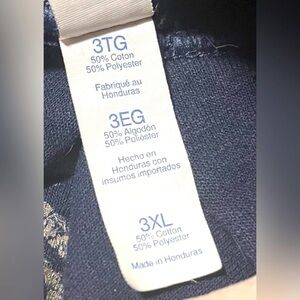 3TG
50% Coton
50% Polyester
Fabriqué au
Honduras
3EG
50% Algodón
50% Poliéster
Hecho en
Honduras con
insumos importados
3XL
50% Cotton
50% Polyester
Made in Honduras